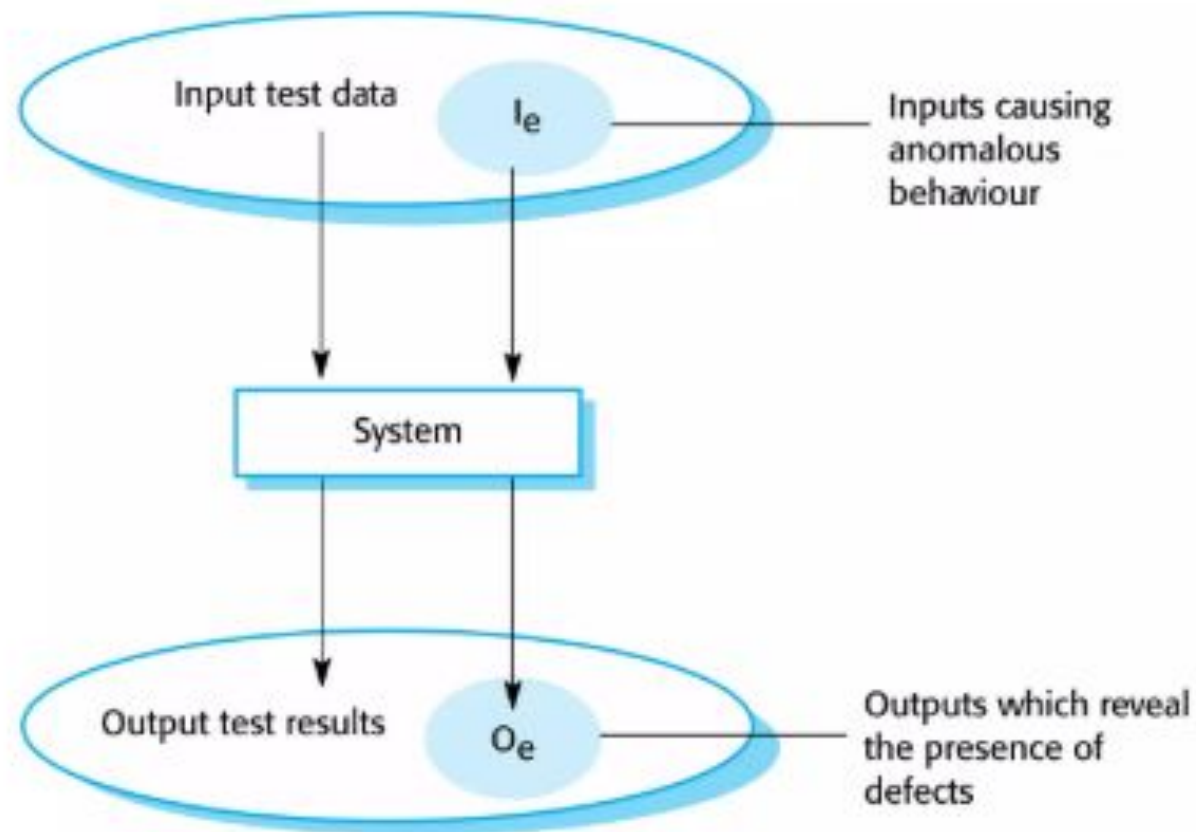 Input test data
Ie
Inputs causing
anomalous
behaviour
System
Output test results
Oe
Outputs which reveal
the presence of
defects